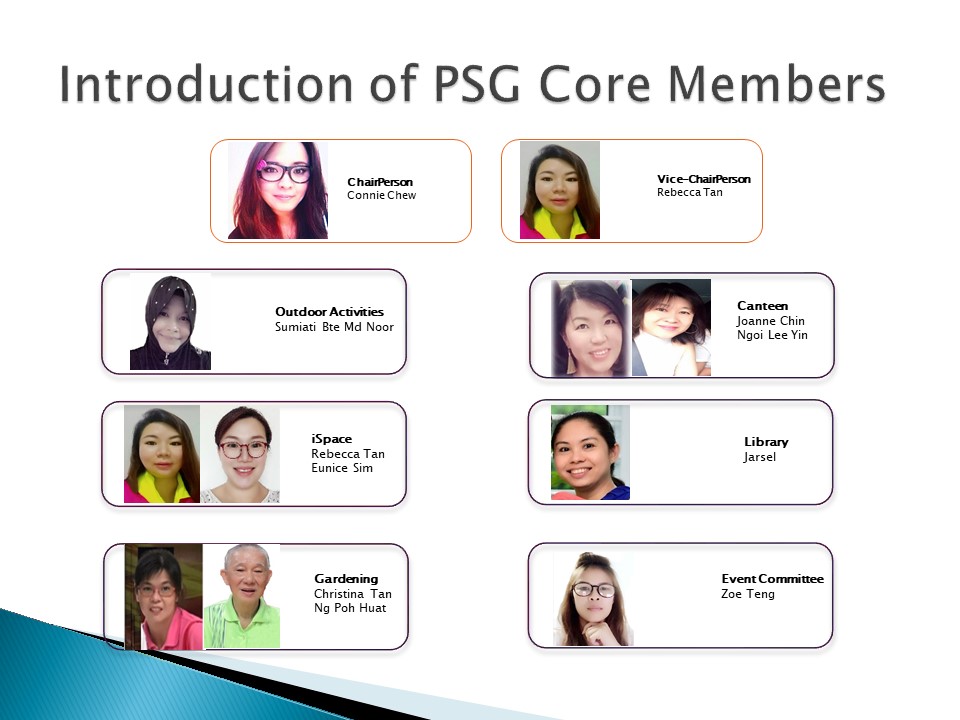 Introduction of PSG Core Members
ChairPerson
Connie Chew
Vice-ChairPerson
Rebecca Tan
Outdoor Activities
Sumiati Bte Md Noor
Canteen
Joanne Chin
Ngoi Lee Yin
iSpace
Rebecca Tan
Eunice Sim
Library
Jarsel
Gardening
Christina Tan
Ng Poh Huat
Event Committee
Zoe Teng